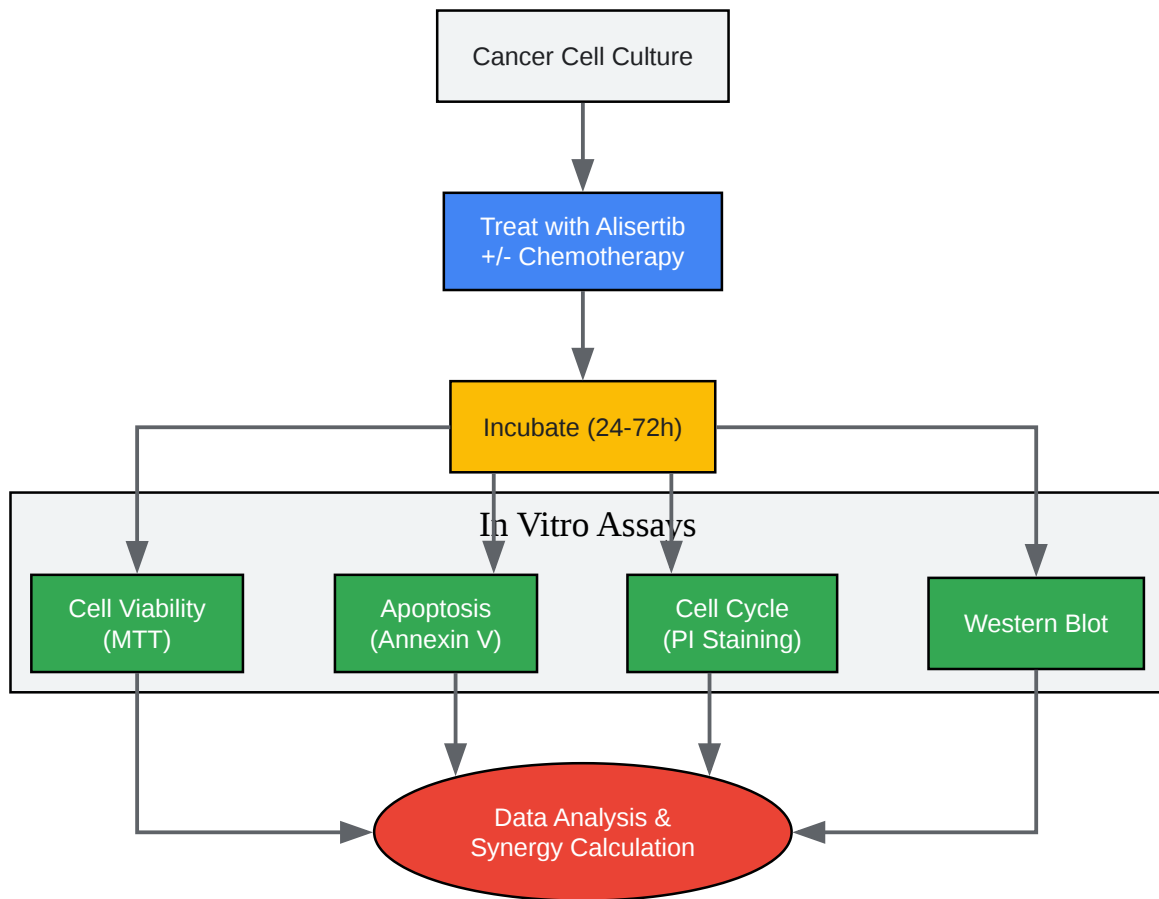 Cancer Cell Culture
Treat with Alisertib
+/- Chemotherapy
Incubate (24-72h)
In Vitro Assays
Cell Viability
(MTT)
Apoptosis
(Annexin V)
Cell Cycle
(PI Staining)
Western Blot
Data Analysis &
Synergy Calculation